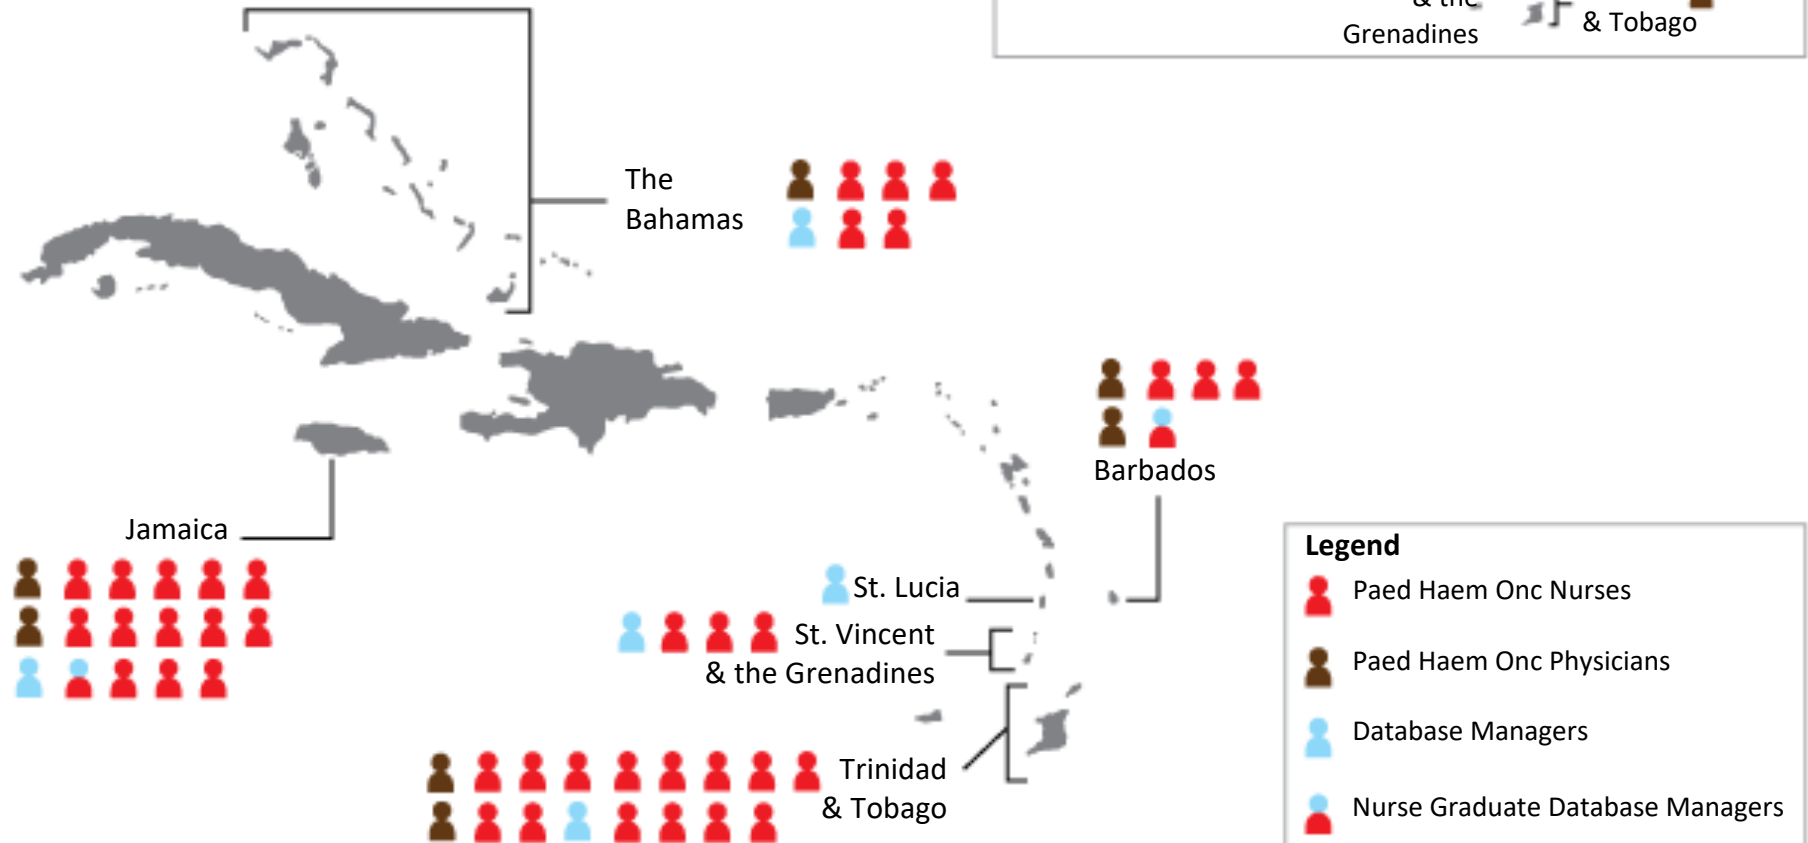 & the
Grenadines
& Tobago
The
Bahamas
Barbados
Jamaica
St. Lucia
St. Vincent
& the Grenadines
Trinidad
& Tobago
Legend
Paed Haem Onc Nurses
Paed Haem Onc Physicians
Database Managers
Nurse Graduate Database Managers